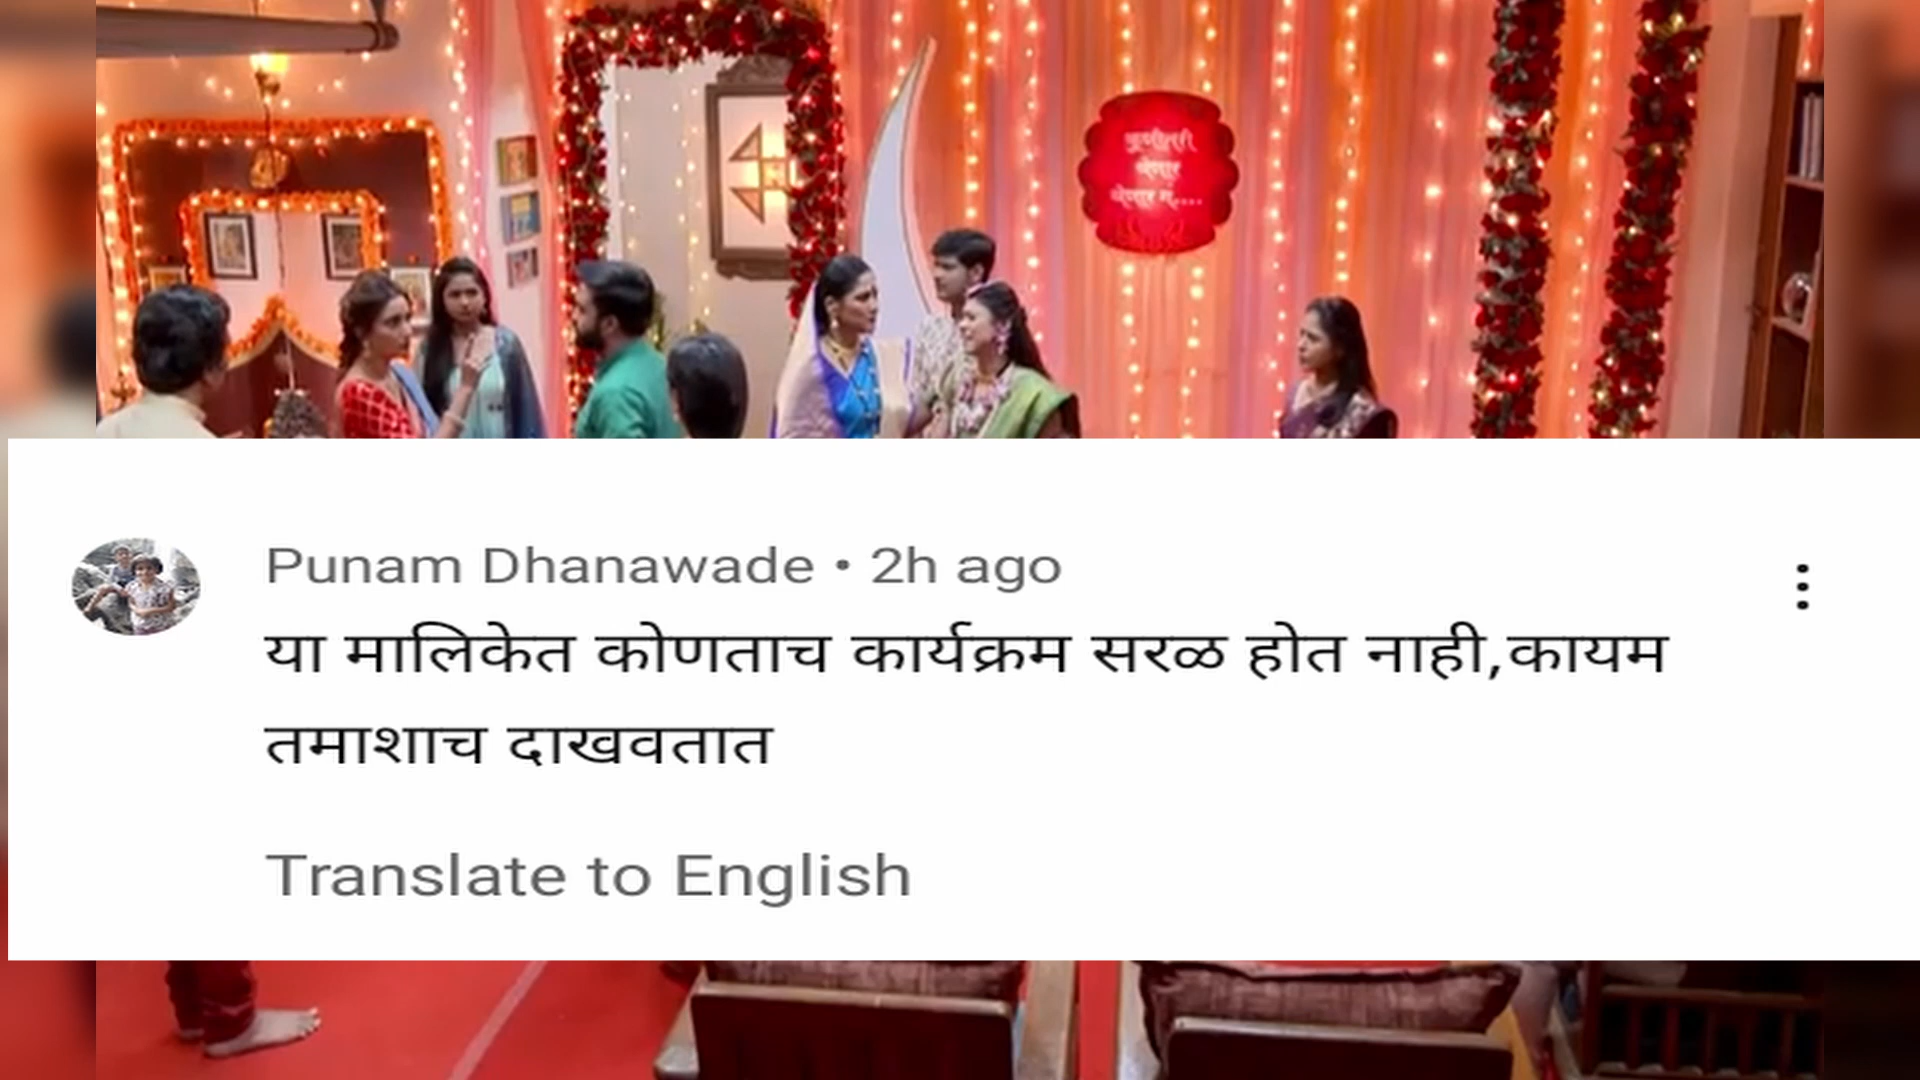 Punam Dhanawade • 2h ago
या मालिकेत कोणताच कार्यक्रम सरळ होत नाही,कायम
तमाशाच दाखवतात
Translate to English